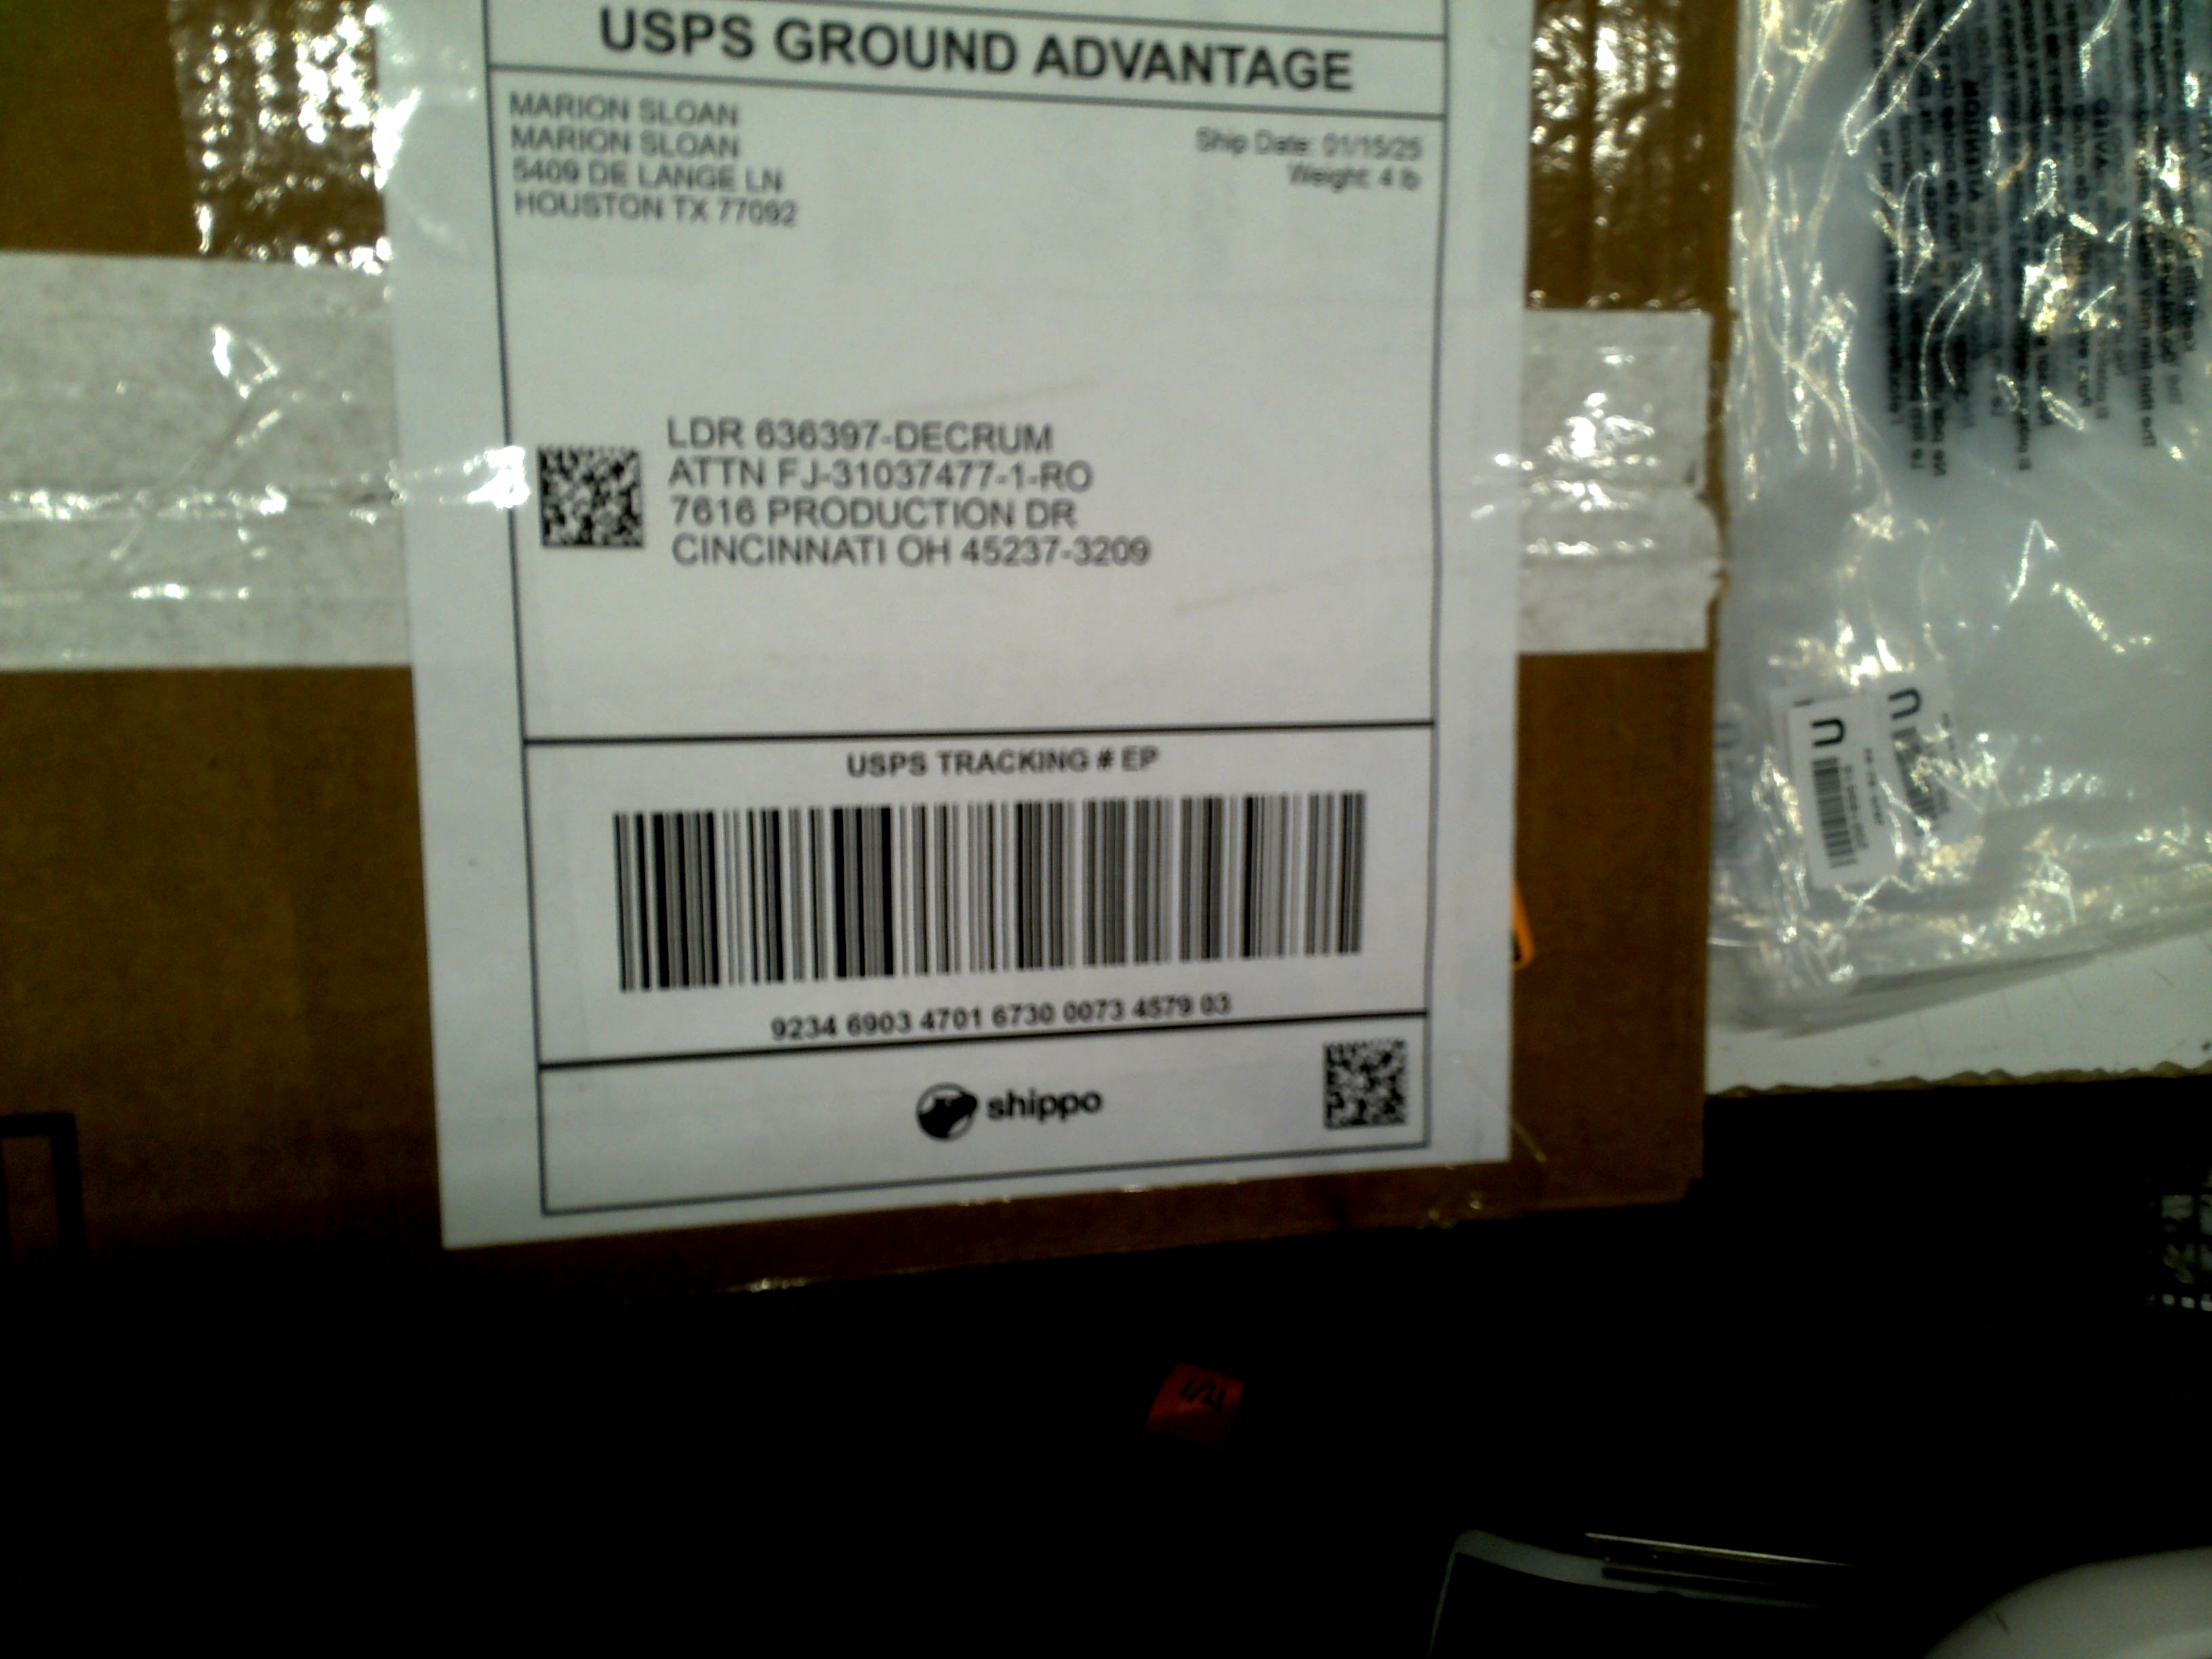 USPS GROUND ADVANTAGE
MARION SLOAN
MARION SLOAN
5409 DE LANGE LN
HOUSTON TX 77092
Ship Date: 01/15/25
Weight: 4 lb
LDR 636397-DECRUM
ATTN FJ-31037477-1-RO
7616 PRODUCTION DR
CINCINNATI OH 45237-3209
USPS TRACKING # EP
9234 6903 4701 6730 0073 4579 03
shippo
1/21